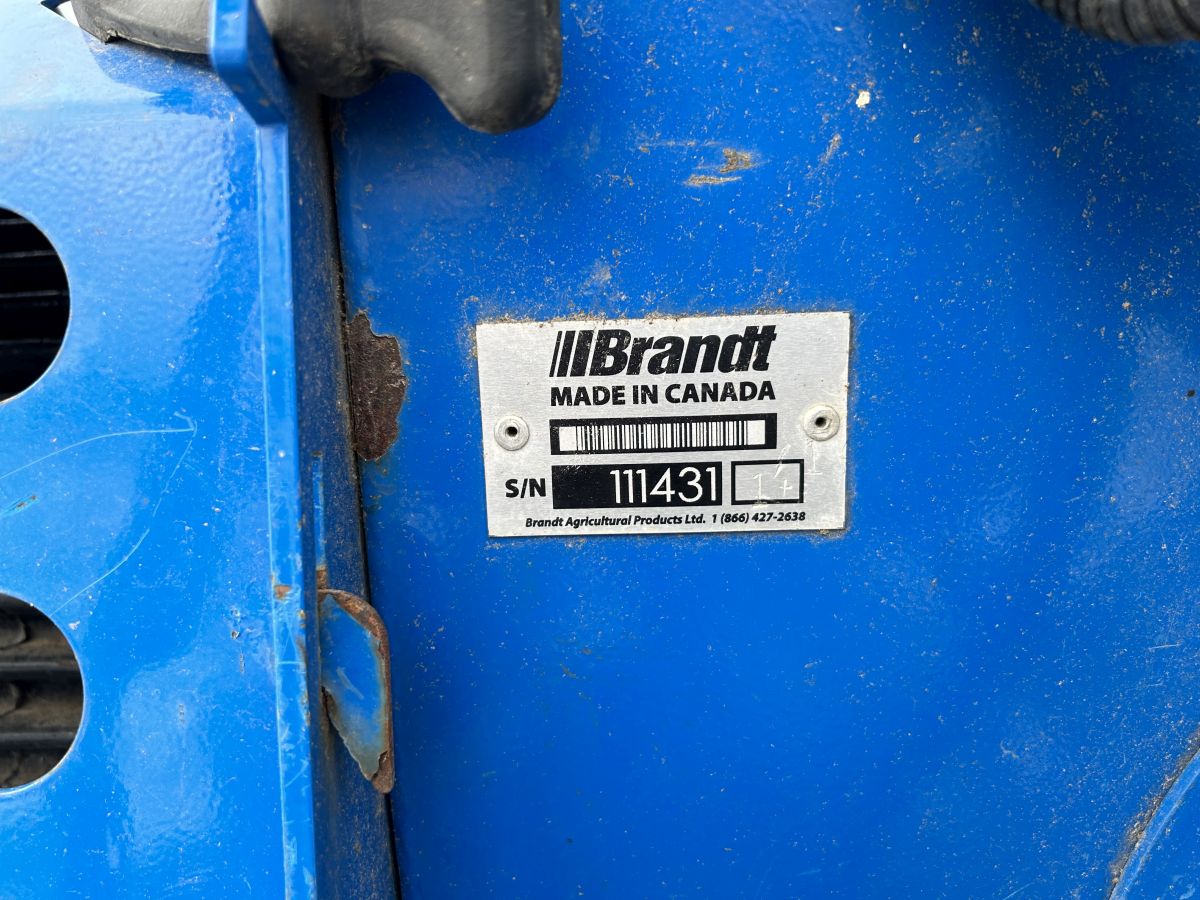 Brandt
MADE IN CANADA
S/N 111431
Brandt Agricultural Products Ltd. 1 (866) 427-2638